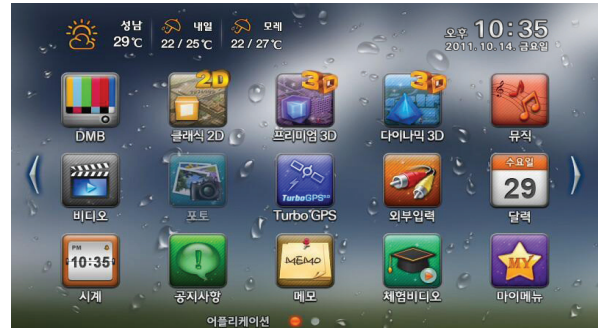 성남 내일 모레
29℃ 22 / 25℃ 22 / 27℃
오후 10:35
2011. 10. 14. 금요일
2D 3D 3D
DMB 클래식 2D 프리미엄 3D 다이나믹 3D 뮤직
TurboGPS 수요일
29
비디오 포토 Turbo⁺GPS 외부입력 달력
PM
10:35 MEMO MY
시계 공지사항 메모 체험비디오 마이메뉴
어플리케이션